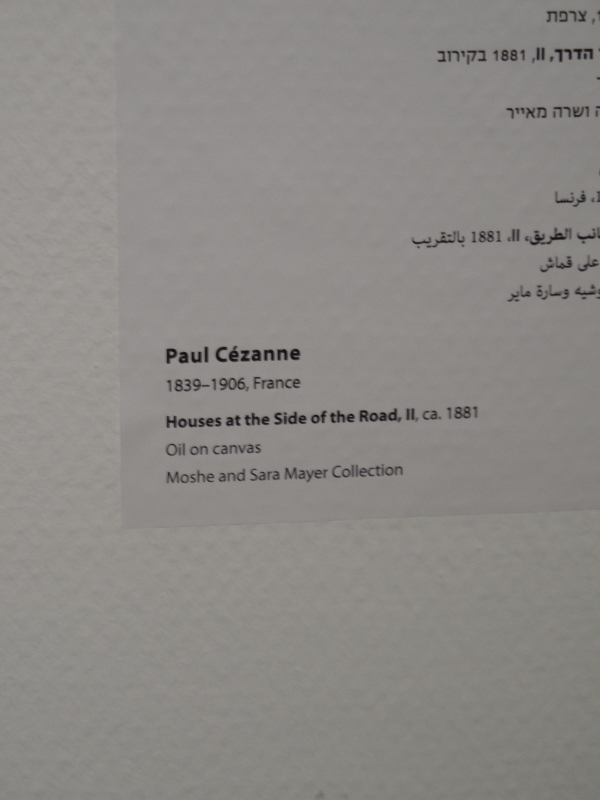 צרפת
הדרך, II, 1881 בקירוב
ושרה מאייר
فرنسا
الطريق، II، 1881 بالتقريب
على قماش
وسارة ماير
Paul Cézanne
1839–1906, France
Houses at the Side of the Road, II, ca. 1881
Oil on canvas
Moshe and Sara Mayer Collection